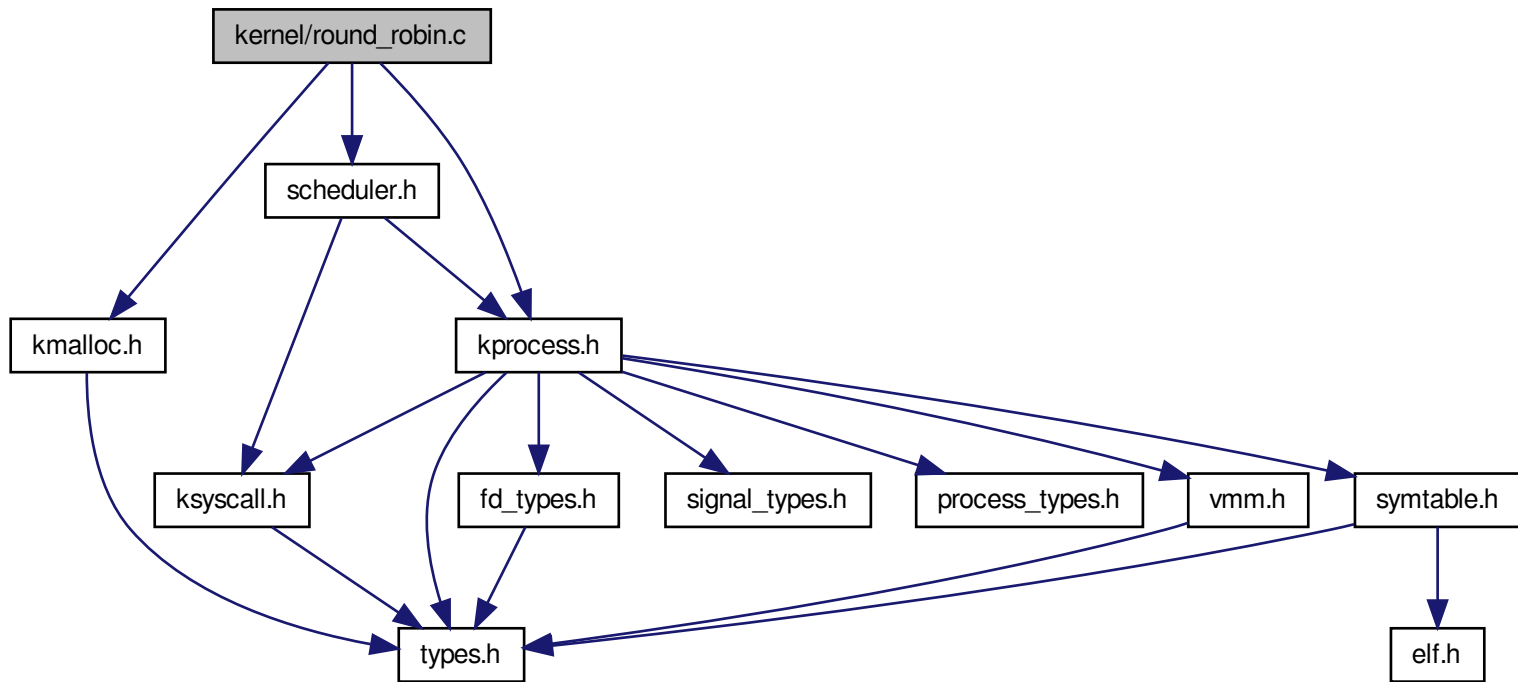 kernel/round_robin.c
scheduler.h
kmalloc.h
kprocess.h
ksyscall.h
fd_types.h
signal_types.h
process_types.h
vmm.h
symtable.h
types.h
elf.h